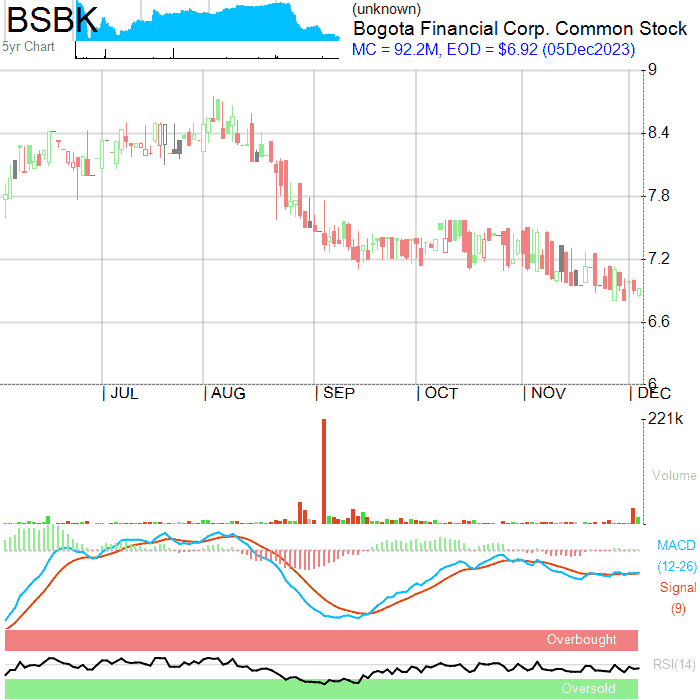 BSBK
5yr Chart
(unknown)
Bogota Financial Corp. Common Stock
MC = 92.2M, EOD = $6.92 (05Dec2023)
9
8.4
7.8
7.2
6.6
6
JUL AUG SEP OCT NOV DEC
221k
Volume
MACD
(12-26)
Signal
(9)
Overbought
RSI(14)
Oversold